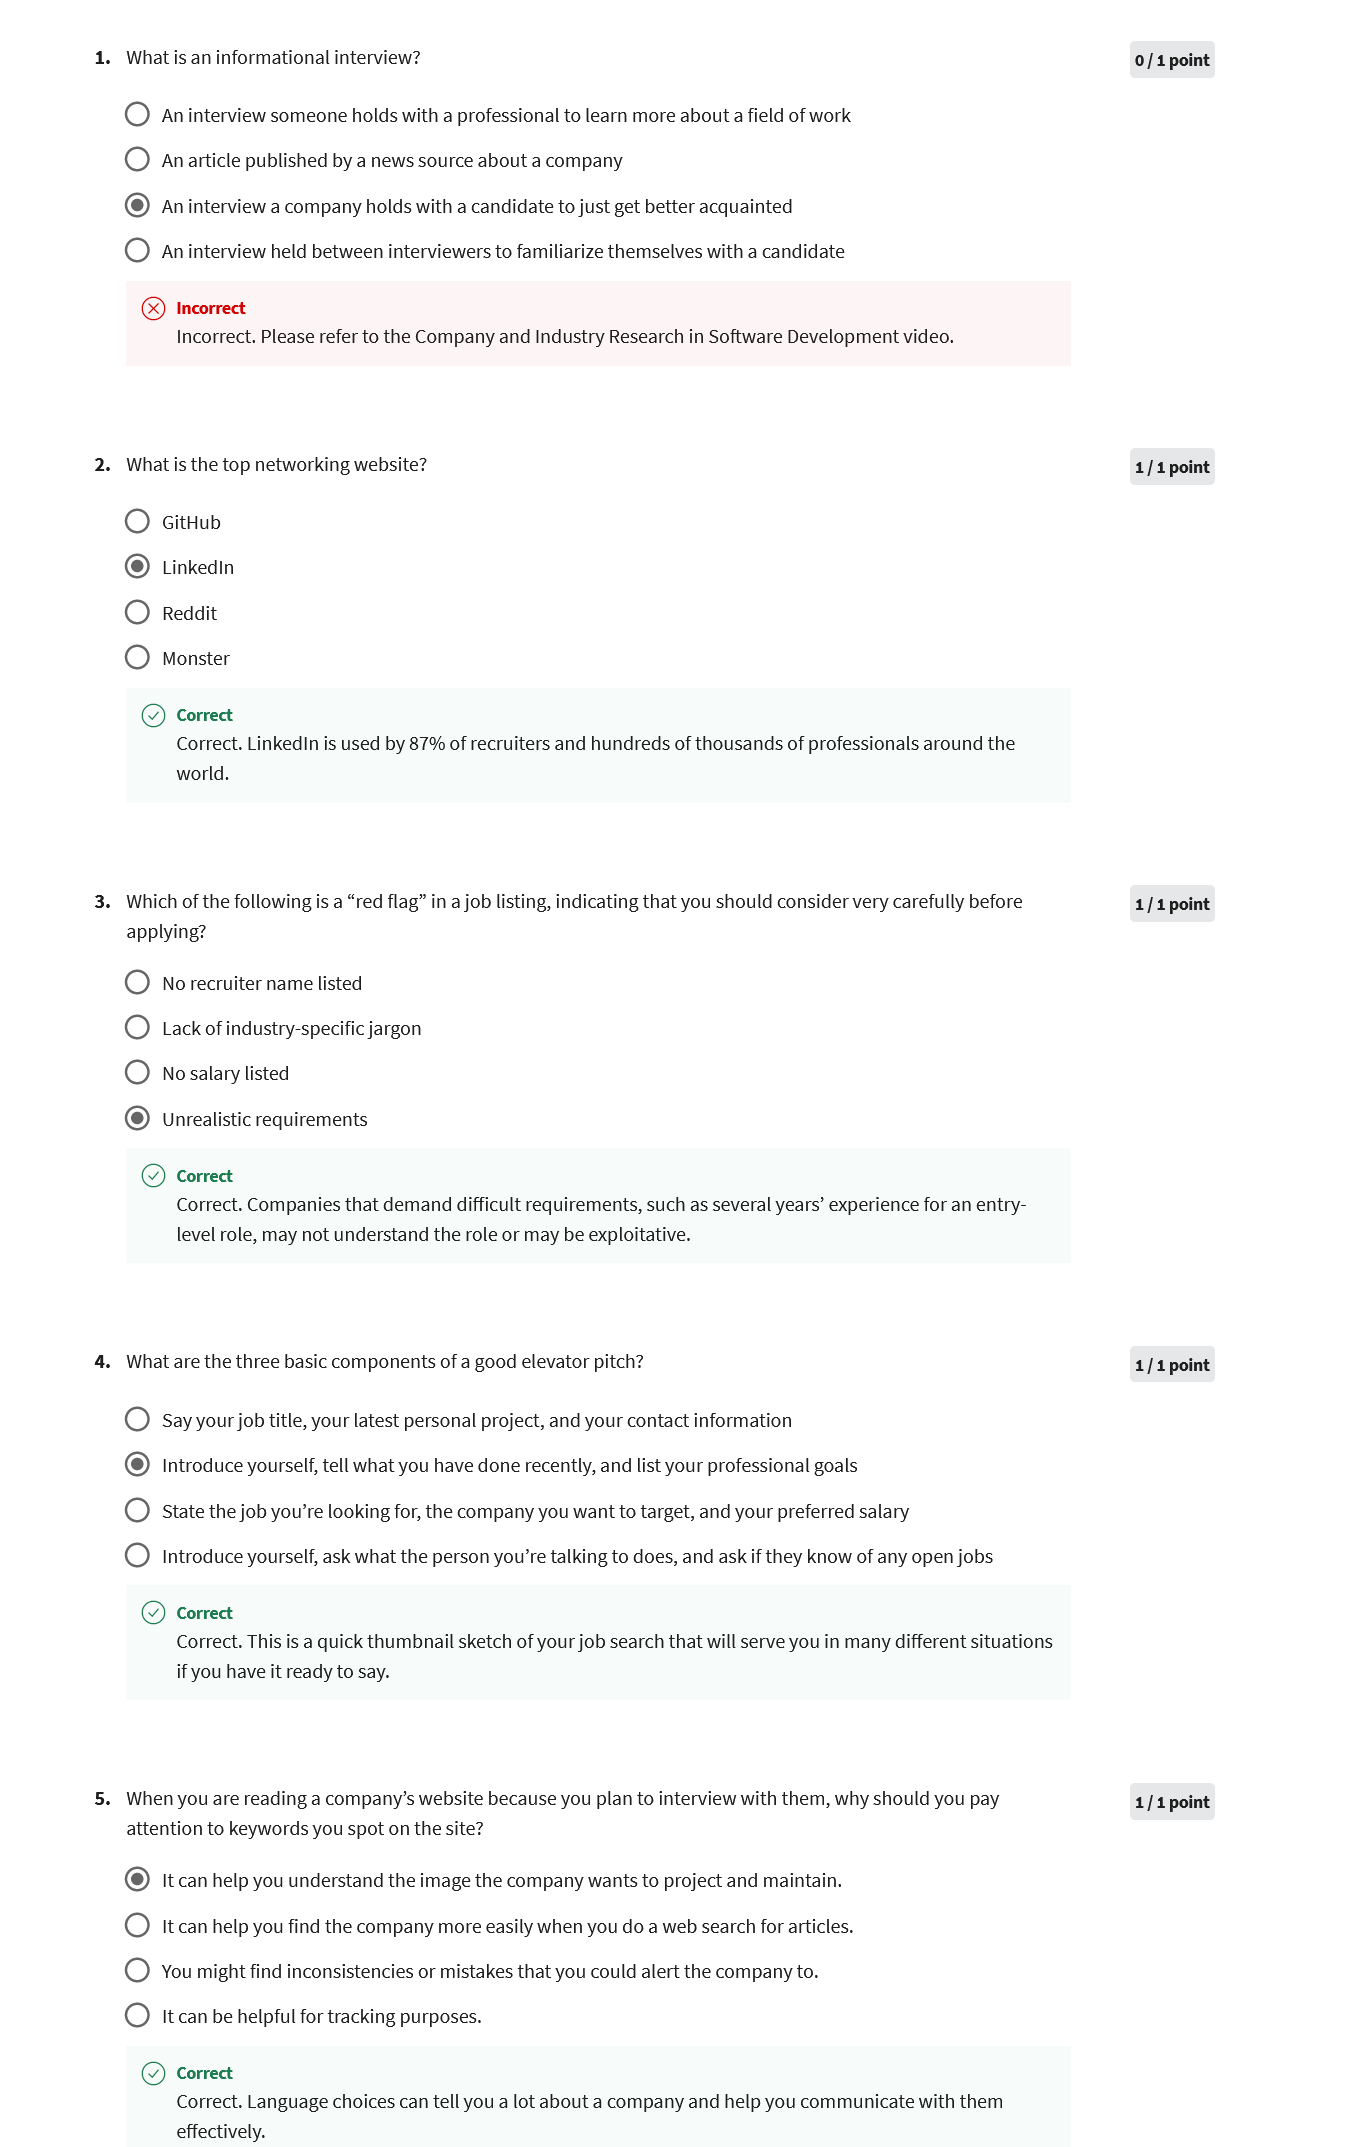 1. What is an informational interview?
0 / 1 point
An interview someone holds with a professional to learn more about a field of work
An article published by a news source about a company
An interview a company holds with a candidate to just get better acquainted
An interview held between interviewers to familiarize themselves with a candidate
Incorrect
Incorrect. Please refer to the Company and Industry Research in Software Development video.
2. What is the top networking website?
1 / 1 point
GitHub
LinkedIn
Reddit
Monster
Correct
Correct. LinkedIn is used by 87% of recruiters and hundreds of thousands of professionals around the
world.
3. Which of the following is a “red flag” in a job listing, indicating that you should consider very carefully before
applying?
1 / 1 point
No recruiter name listed
Lack of industry-specific jargon
No salary listed
Unrealistic requirements
Correct
Correct. Companies that demand difficult requirements, such as several years’ experience for an entry-
level role, may not understand the role or may be exploitative.
4. What are the three basic components of a good elevator pitch?
1 / 1 point
Say your job title, your latest personal project, and your contact information
Introduce yourself, tell what you have done recently, and list your professional goals
State the job you’re looking for, the company you want to target, and your preferred salary
Introduce yourself, ask what the person you’re talking to does, and ask if they know of any open jobs
Correct
Correct. This is a quick thumbnail sketch of your job search that will serve you in many different situations
if you have it ready to say.
5. When you are reading a company’s website because you plan to interview with them, why should you pay
attention to keywords you spot on the site?
1 / 1 point
It can help you understand the image the company wants to project and maintain.
It can help you find the company more easily when you do a web search for articles.
You might find inconsistencies or mistakes that you could alert the company to.
It can be helpful for tracking purposes.
Correct
Correct. Language choices can tell you a lot about a company and help you communicate with them
effectively.